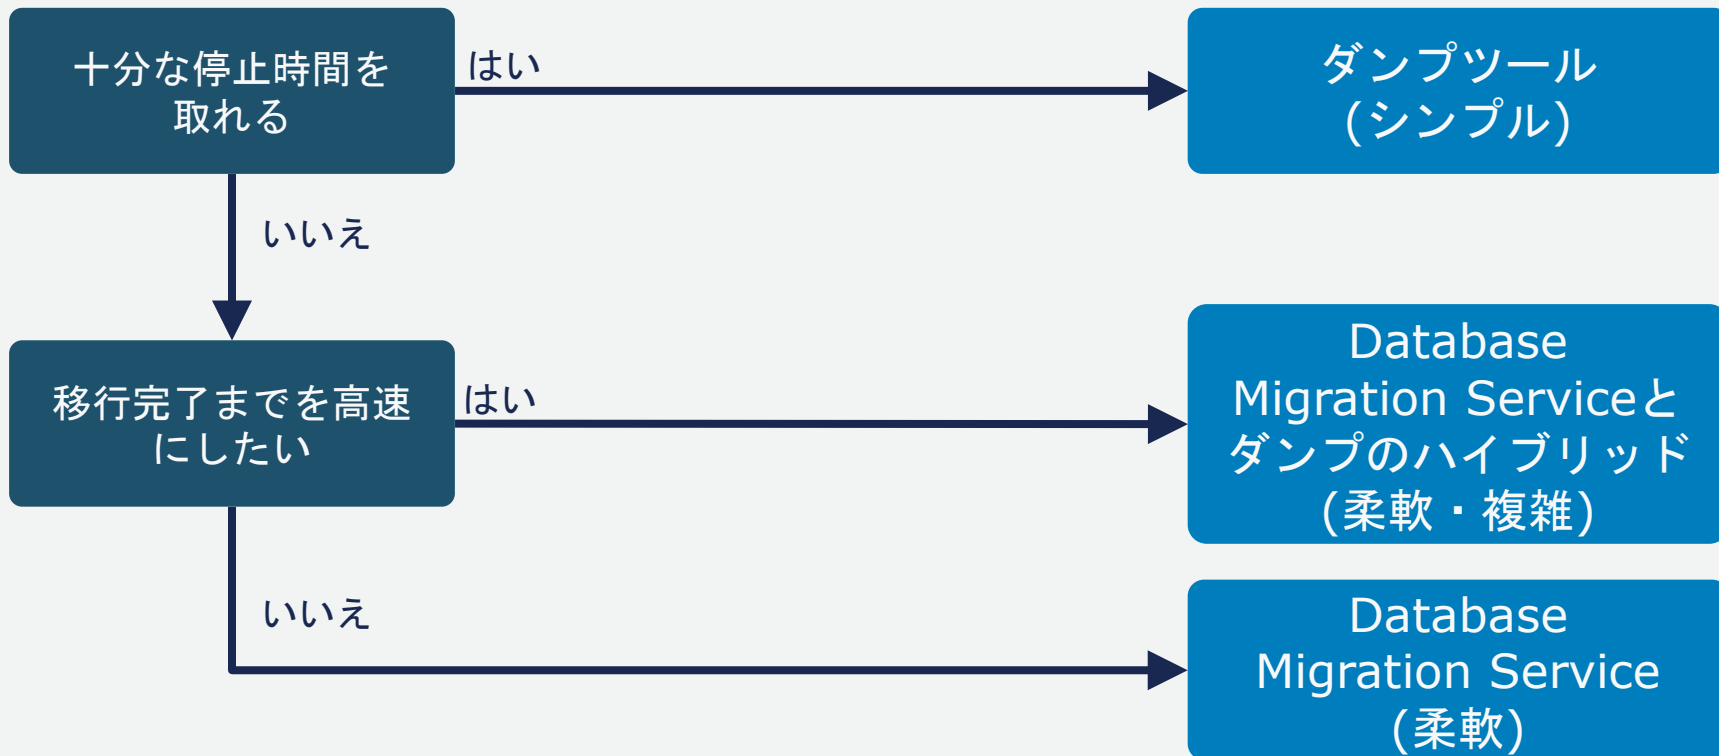 十分な停止時間を
取れる
はい
ダンプツール
(シンプル)
いいえ
移行完了までを高速
にしたい
はい
Database
Migration Serviceと
ダンプのハイブリッド
(柔軟・複雑)
いいえ
Database
Migration Service
(柔軟)